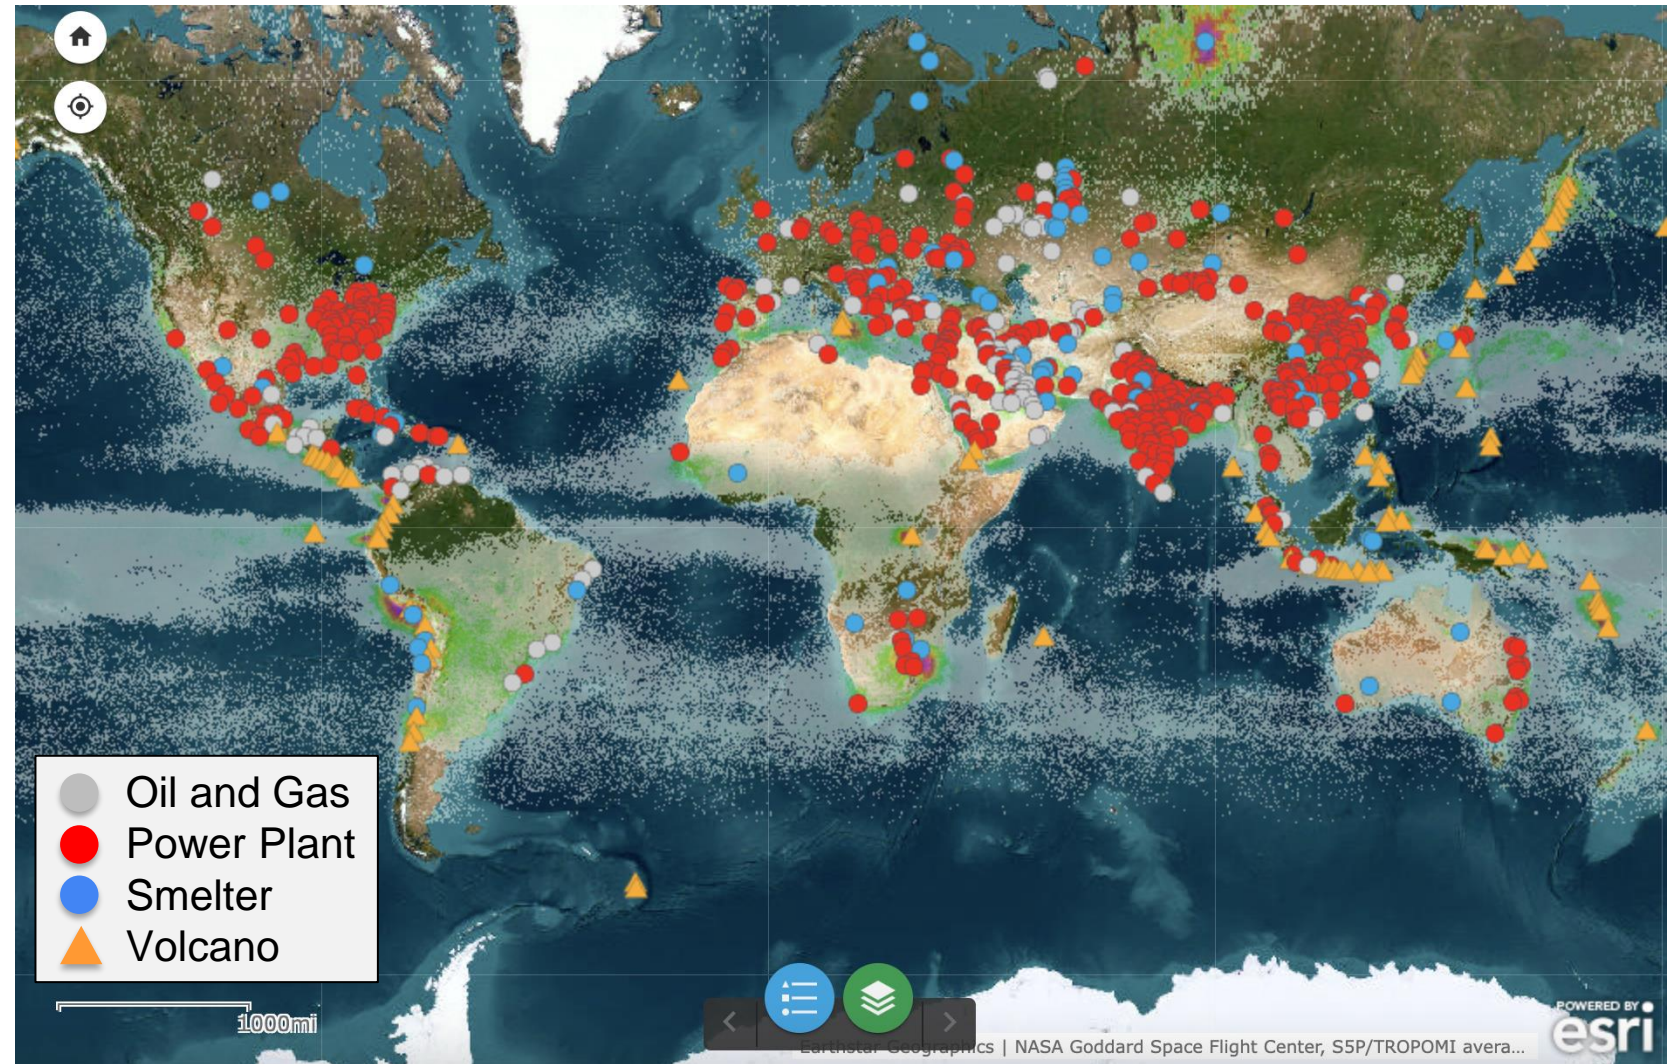 Oil and Gas
Power Plant
Smelter
Volcano
1000mi
Earthstar Geographics | NASA Goddard Space Flight Center, S5P/TROPOMI avera...
POWERED BY
esri